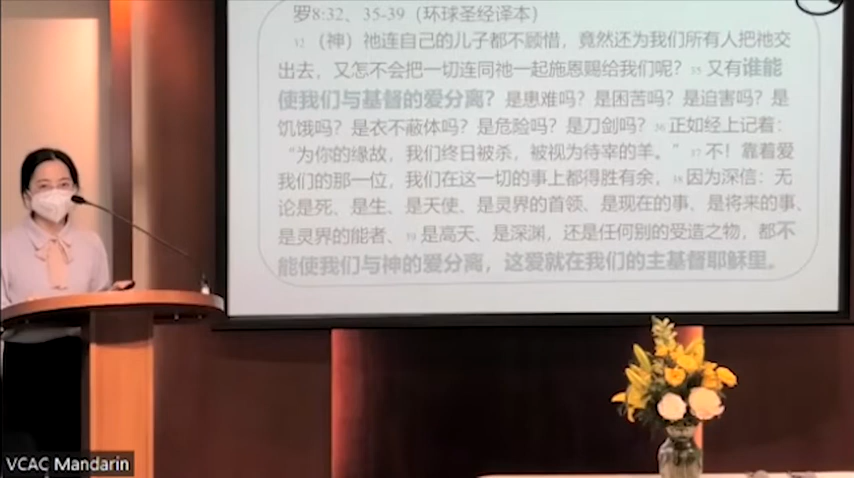 罗8:32、35-39（环球圣经译本）
32（神）祂连自己的儿子都不顾惜，竟然还为我们所有人把祂交
出去，又怎不会把一切连同祂一起施恩赐给我们呢？35 又有谁能
使我们与基督的爱分离？是患难吗？是困苦吗？是迫害吗？是
饥饿吗？是衣不蔽体吗？是危险吗？是刀剑吗？36 正如经上记着：
“为你的缘故，我们终日被杀，被视为待宰的羊。”37 不！靠着爱
我们的那一位，我们在这一切的事上都得胜有余，38 因为深信：无
论是死、是生、是天使、是灵界的首领、是现在的事、是将来的事、
是灵界的能者、39 是高天、是深渊，还是任何别的受造之物，都不
能使我们与神的爱分离，这爱就在我们的主基督耶稣里。
VCAC Mandarin